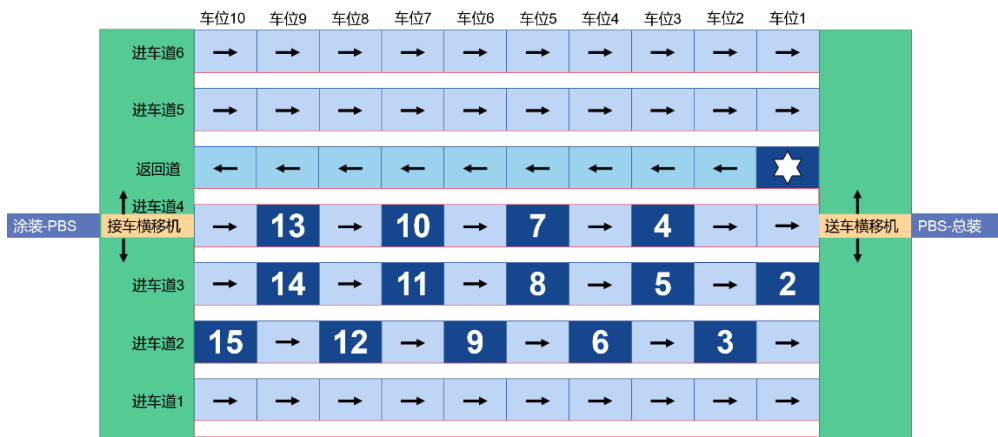 车位10 车位9 车位8 车位7 车位6 车位5 车位4 车位3 车位2 车位1
进车道6
进车道5
返回道
进车道4
13 10 7 4
涂装-PBS 接车横移机 送车横移机 PBS-总装
进车道3 14 11 8 5 2
进车道2 15 12 9 6 3
进车道1